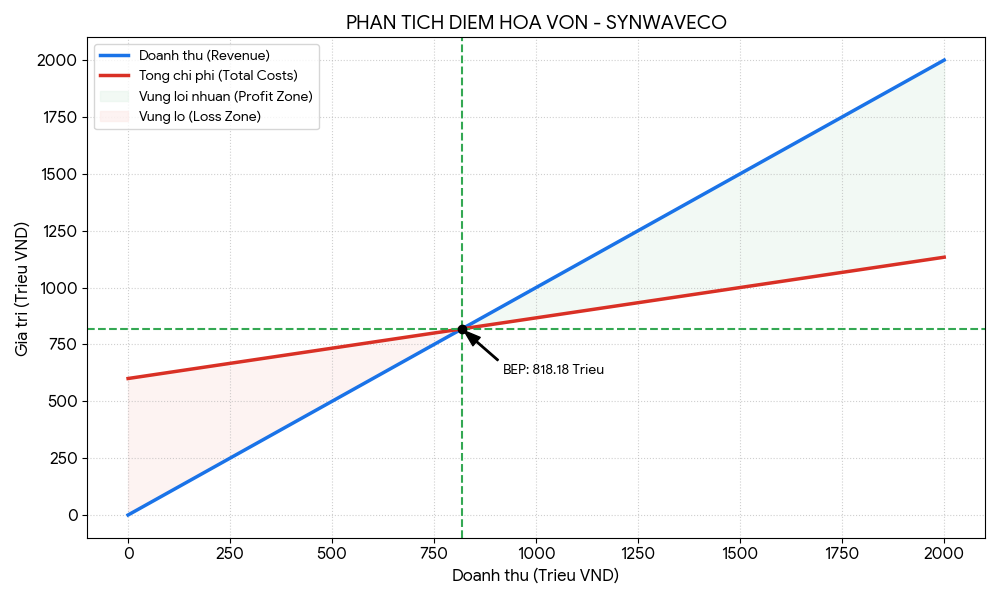 PHAN TICH DIEM HOA VON - SYNWAVECO
Doanh thu (Revenue)
Tong chi phi (Total Costs)
Vung loi nhuan (Profit Zone)
Vung lo (Loss Zone)
Gia tri (Trieu VND)
2000
1750
1500
1250
1000
750
500
250
0
BEP: 818.18 Trieu
0 250 500 750 1000 1250 1500 1750 2000
Doanh thu (Trieu VND)